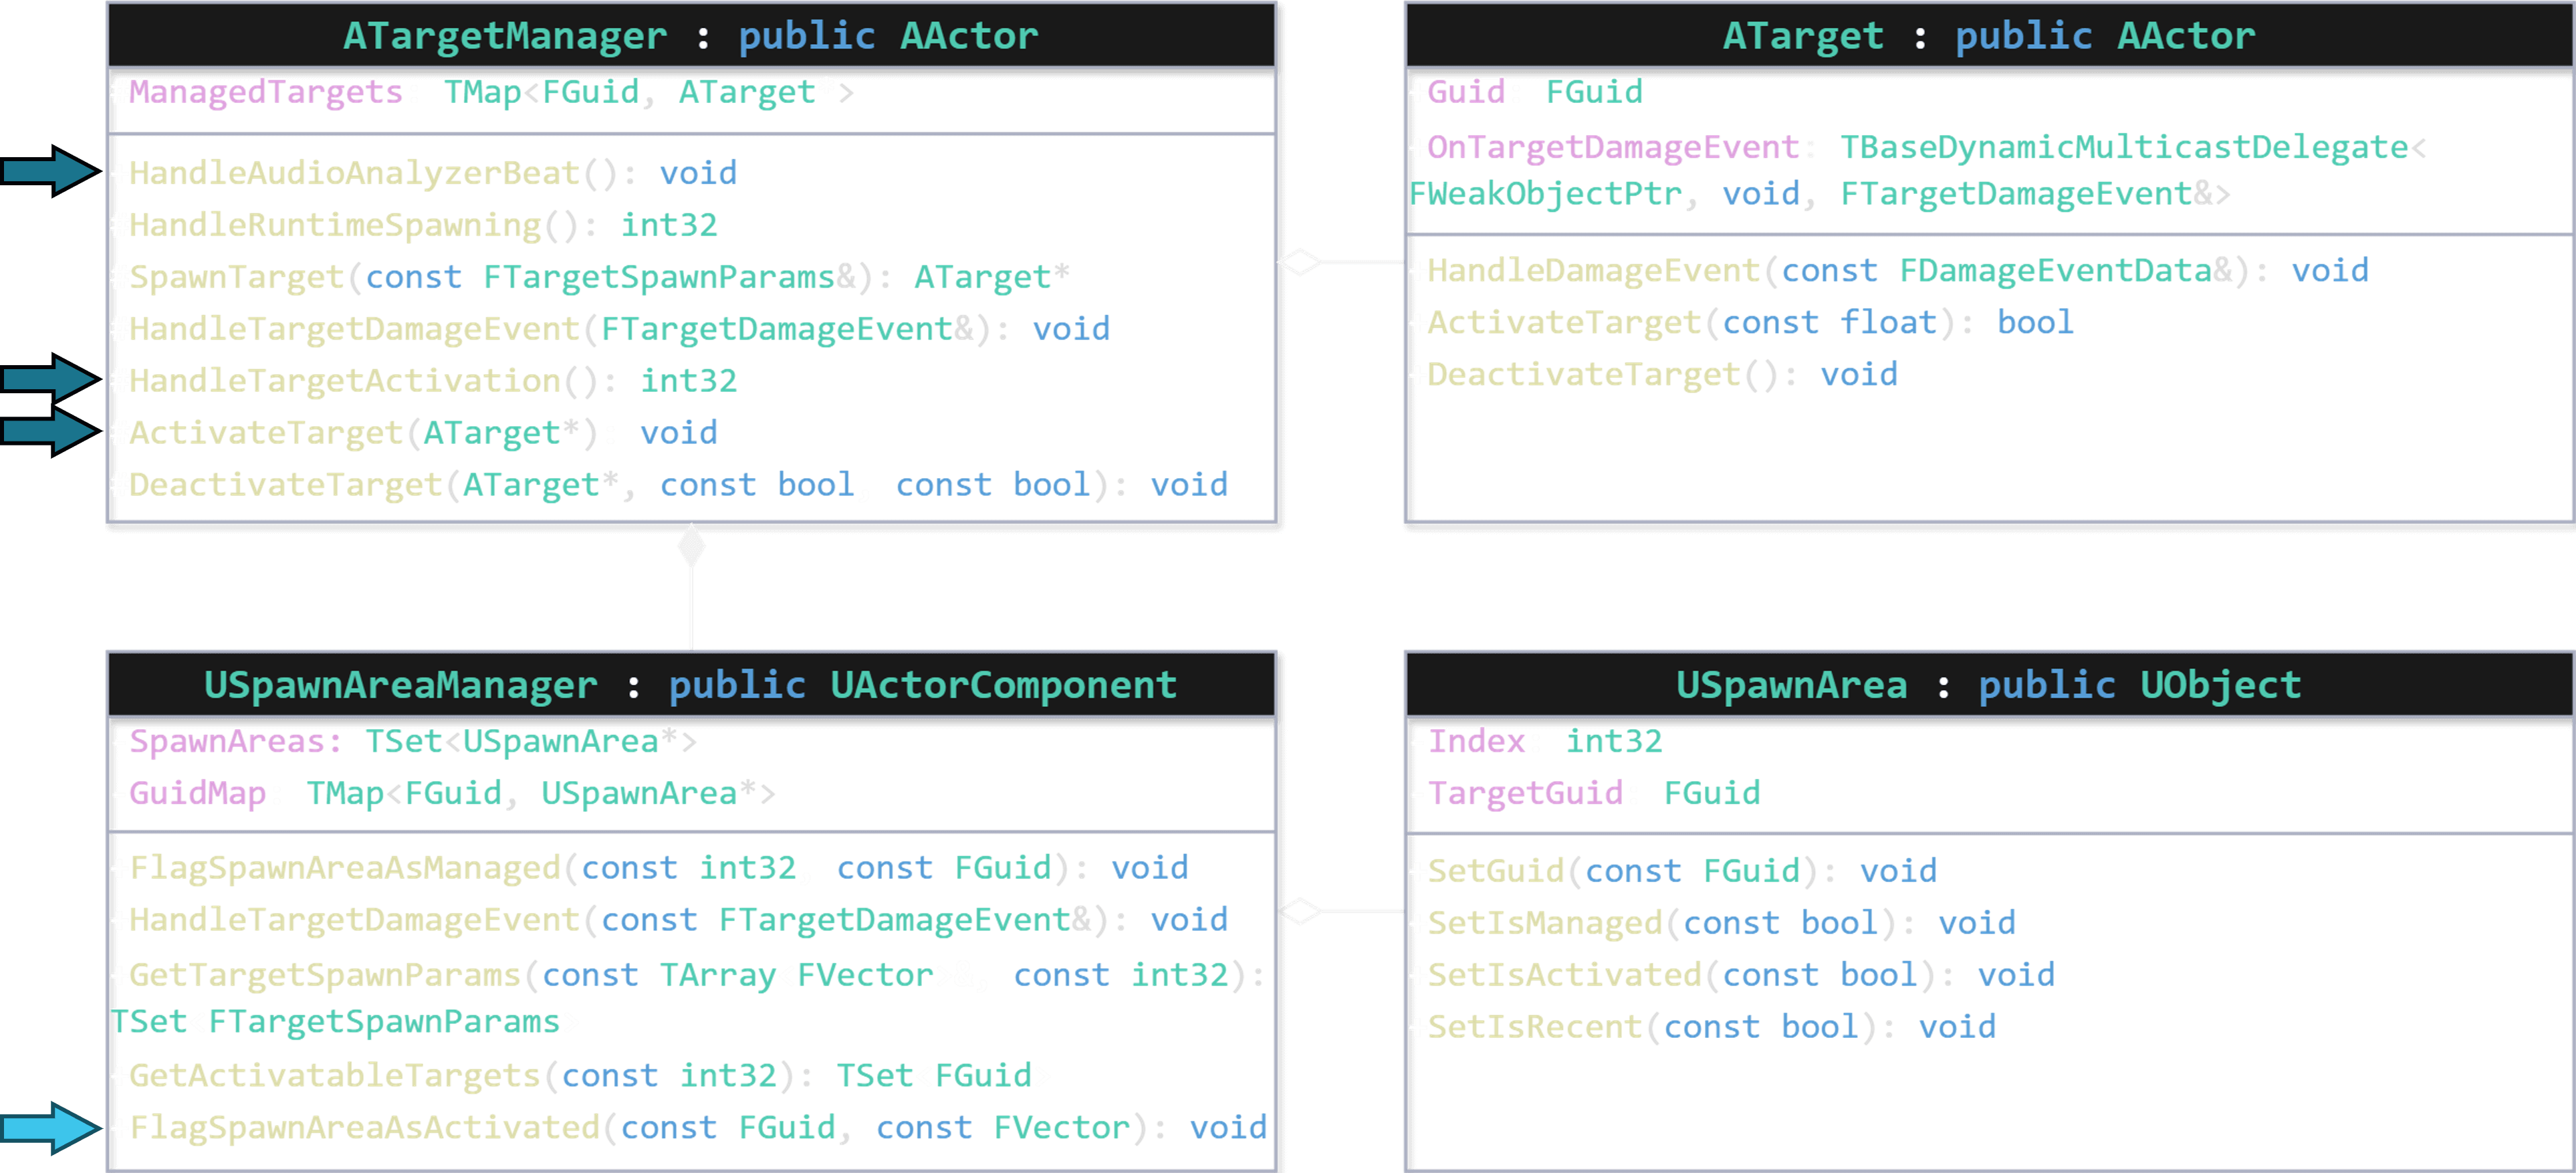 ATargetManager : public AActor
ManagedTargets TMap<FGuid, ATarget >
HandleAudioAnalyzerBeat(): void
HandleRuntimeSpawning(): int32
SpawnTarget(const FTargetSpawnParams&): ATarget*
HandleTargetDamageEvent(FTargetDamageEvent&): void
HandleTargetActivation(): int32
ActivateTarget(ATarget*) void
DeactivateTarget(ATarget*, const bool const bool): void
ATarget : public AActor
Guid FGuid
OnTargetDamageEvent: TBaseDynamicMulticastDelegate<
FWeakObjectPtr, void, FTargetDamageEvent&>
HandleDamageEvent(const FDamageEventData&): void
ActivateTarget(const float): bool
DeactivateTarget(): void
USpawnAreaManager : public UActorComponent
SpawnAreas: TSet<USpawnArea*>
GuidMap TMap<FGuid, USpawnArea*>
FlagSpawnAreaAsManaged(const int32 const FGuid): void
HandleTargetDamageEvent(const FTargetDamageEvent&): void
GetTargetSpawnParams(const TArray FVector const int32):
TSet FTargetSpawnParams
GetActivatableTargets(const int32): TSet FGuid
FlagSpawnAreaAsActivated(const FGuid, const FVector): void
USpawnArea : public UObject
Index int32
TargetGuid FGuid
SetGuid(const FGuid): void
SetIsManaged(const bool): void
SetIsActivated(const bool): void
SetIsRecent(const bool): void